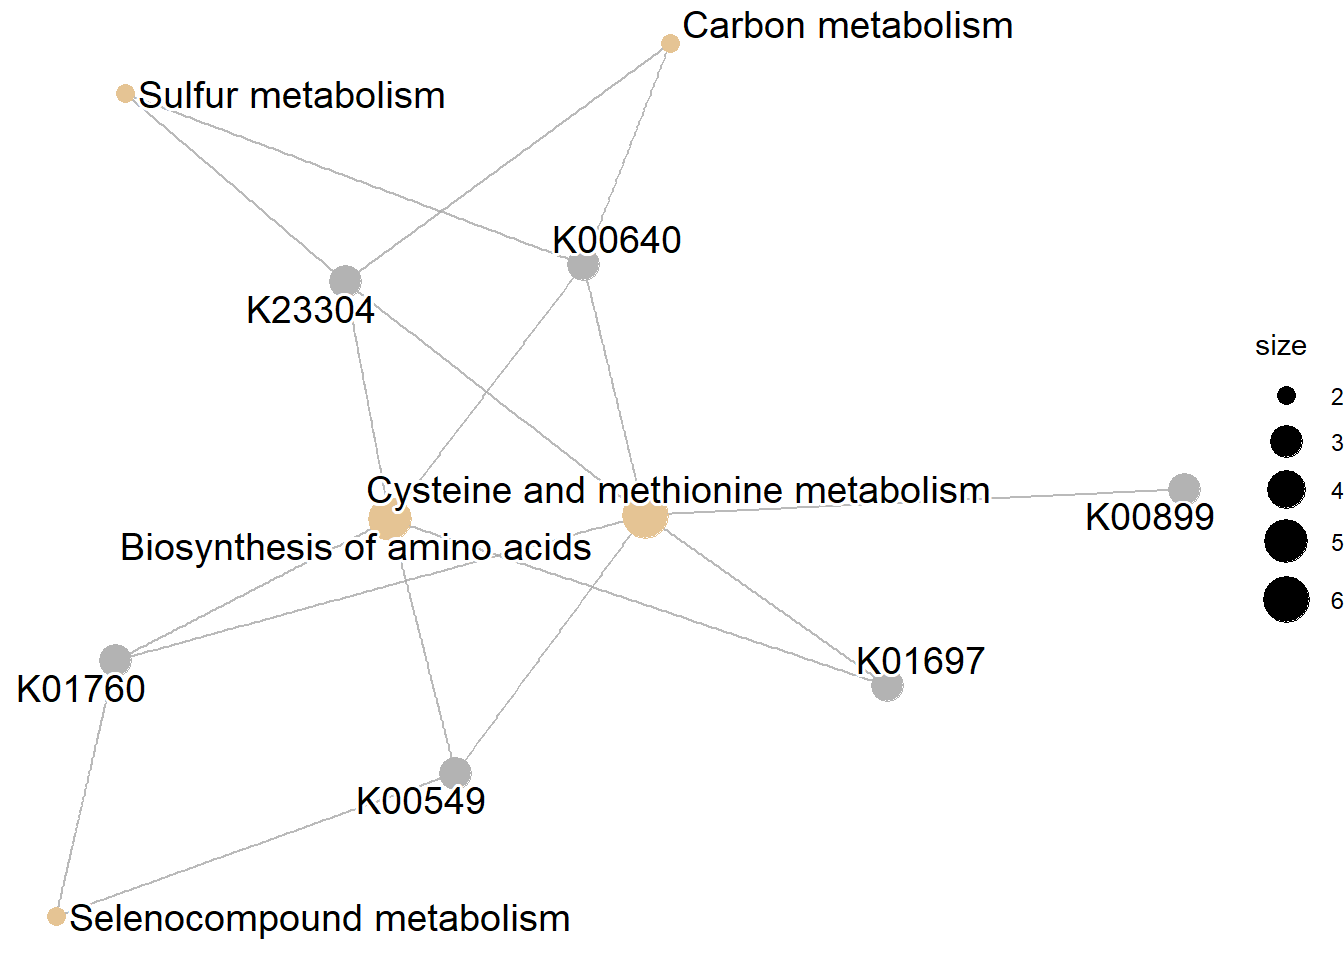 Carbon metabolism
Sulfur metabolism
K00640
K23304
size
2
3
4
5
6
Cysteine and methionine metabolism
K00899
Biosynthesis of amino acids
K01697
K01760
K00549
Selenocompound metabolism